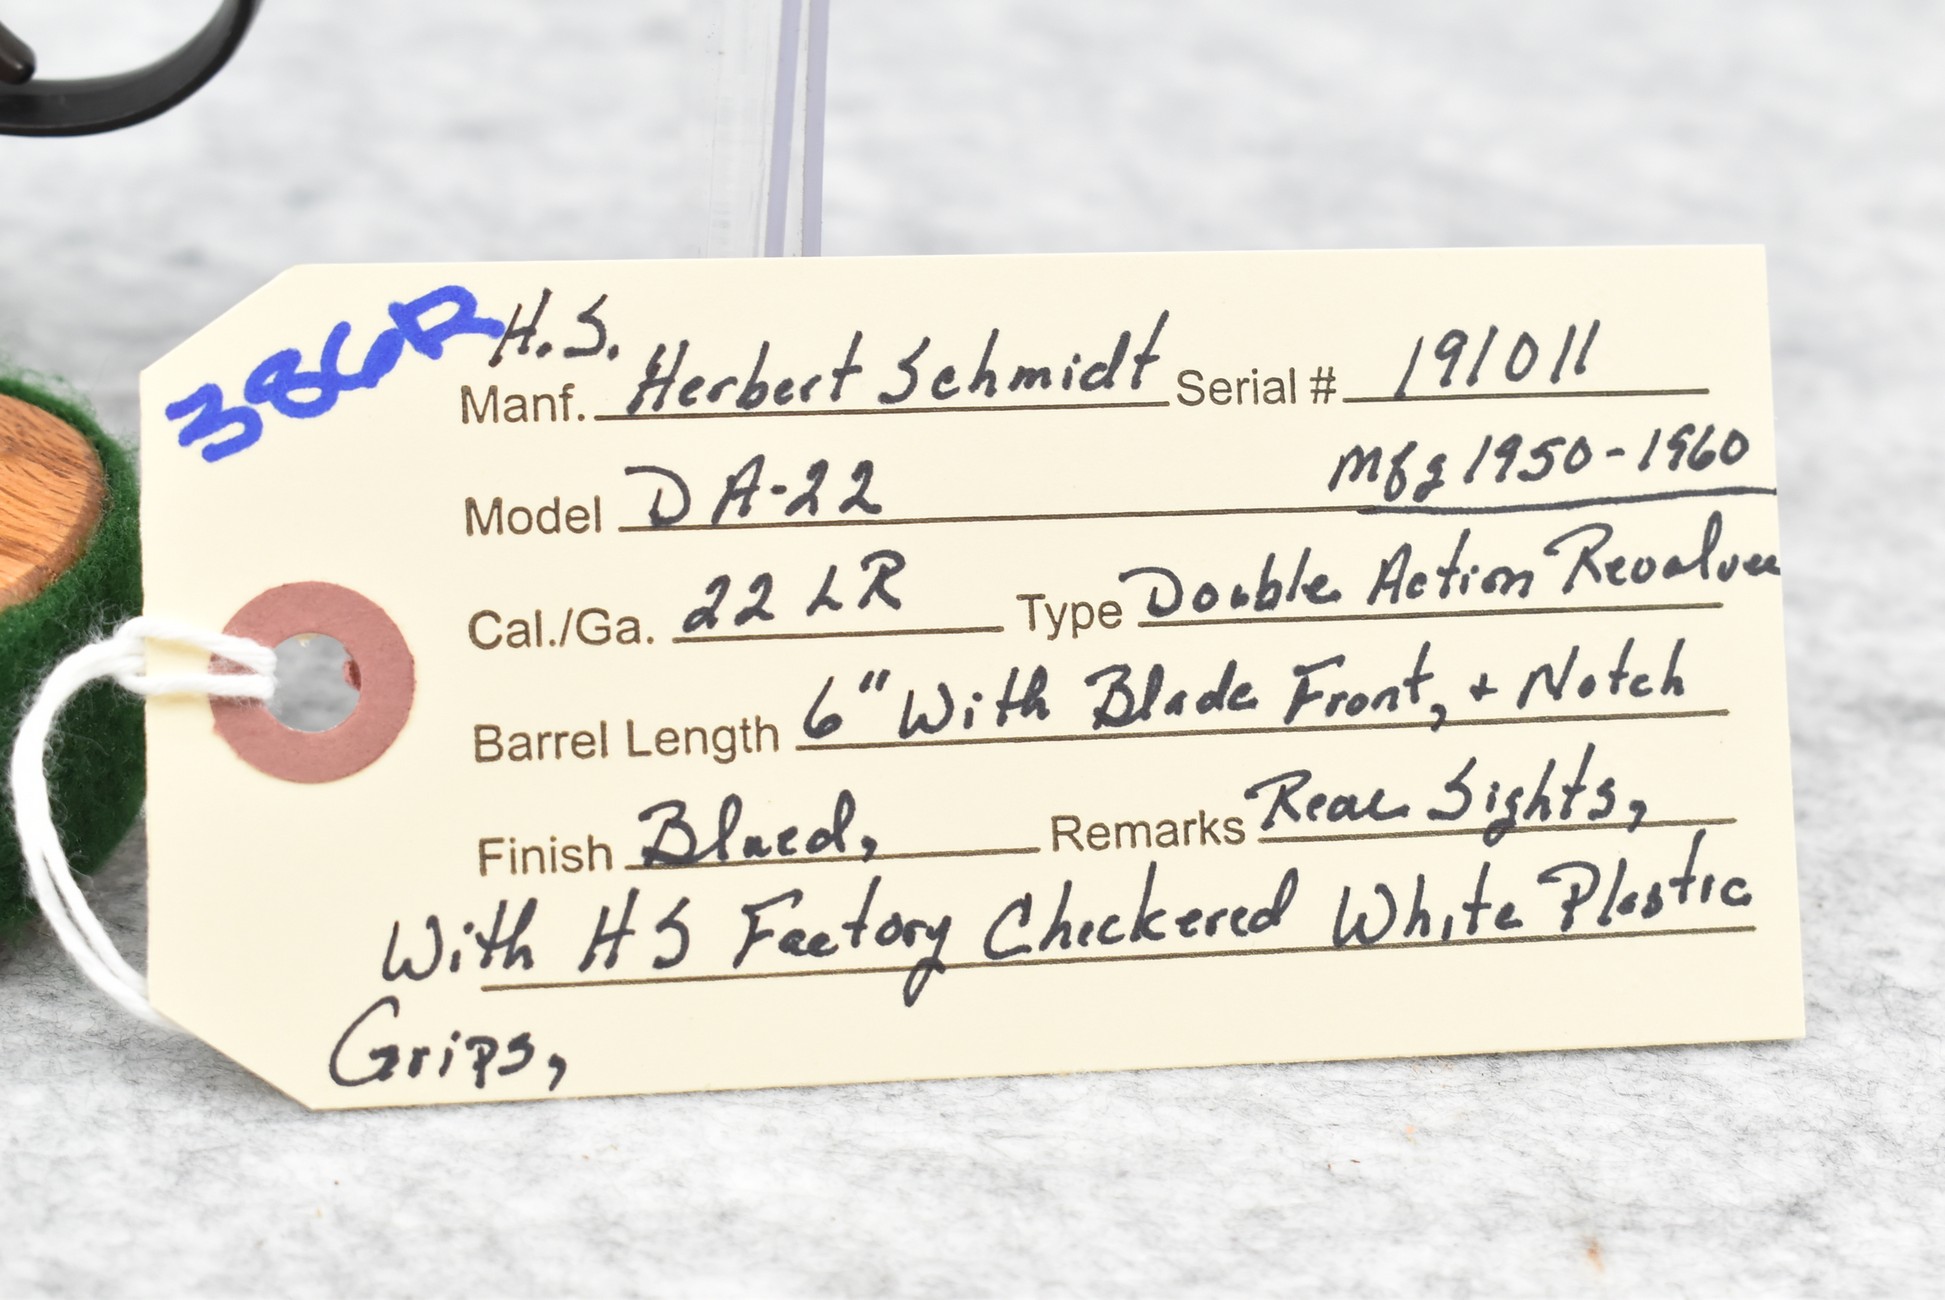 386R H.S.
Manf. Herbert Schmidt Serial # 191011
Mfg 1950-1960
Model DA-22
Cal./Ga. 22 LR Type Double Action Revolver
Barrel Length 6" With Blade Front, + Notch
Finish Blued, Remarks Rear Sights,
With HS Factory Checkered White Plastic
Grips,